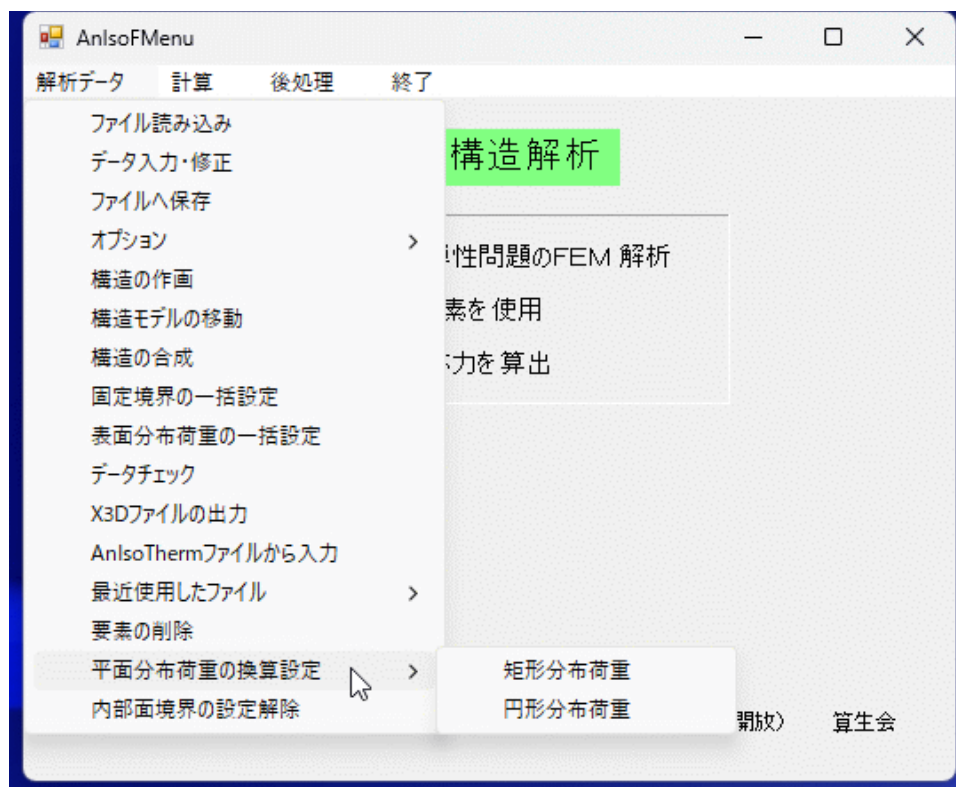 AnIsoFMenu
解析データ 計算 後処理 終了
ファイル読み込み
データ入力・修正
ファイルへ保存
オプション
構造の作画
構造モデルの移動
構造の合成
固定境界の一括設定
表面分布荷重の一括設定
データチェック
X3Dファイルの出力
AnIsoThermファイルから入力
最近使用したファイル
要素の削除
平面分布荷重の換算設定
内部面境界の設定解除
矩形分布荷重
円形分布荷重
構造解析
性問題のFEM 解析
素を使用
力を算出
開放） 算生会